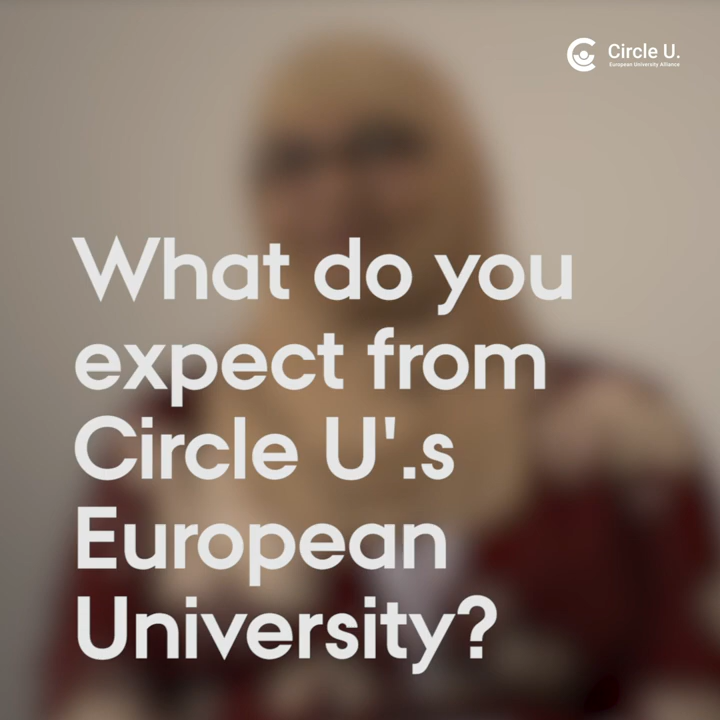 Circle U.
European University Alliance
What do you
expect from
Circle U'.s
European
University?